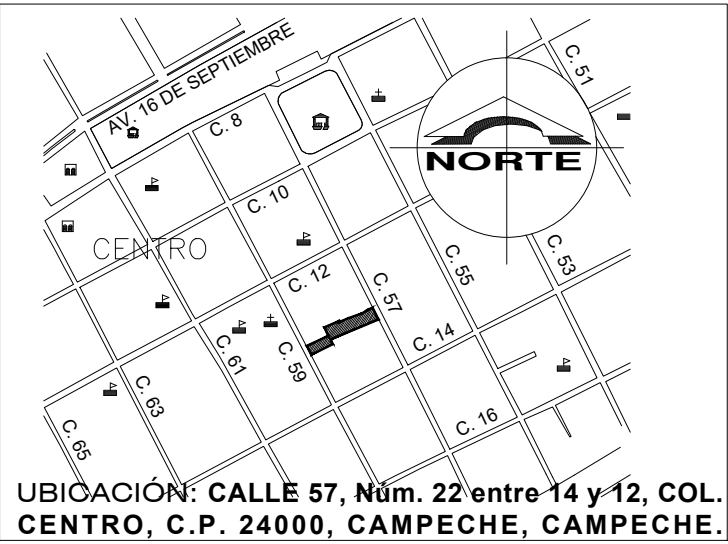 AV. 16 DE SEPTIEMBRE
C. 8
C. 51
NORTE
C. 10
CENTRO
C. 53
C. 55
C. 12
C. 57
C. 14
C. 59
C. 61
C. 63
C. 16
C. 65
UBICACIÓN: CALLE 57, Núm. 22 entre 14 y 12, COL.
CENTRO, C.P. 24000, CAMPECHE, CAMPECHE.